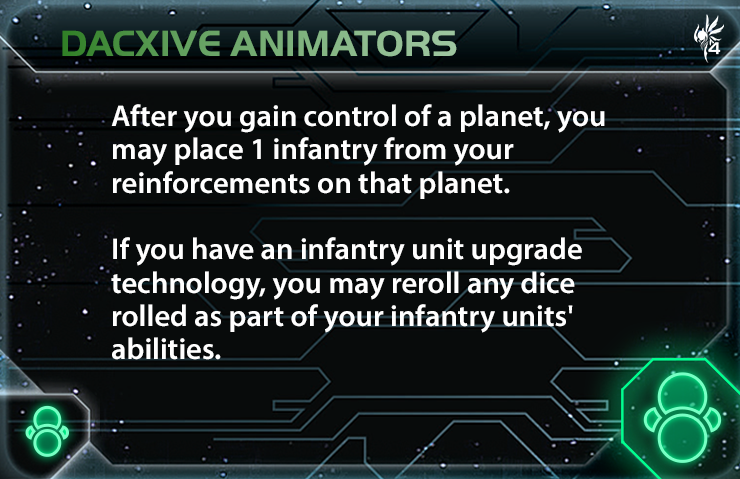 DACXIVE ANIMATORS
4
After you gain control of a planet, you
may place 1 infantry from your
reinforcements on that planet.
If you have an infantry unit upgrade
technology, you may reroll any dice
rolled as part of your infantry units'
abilities.